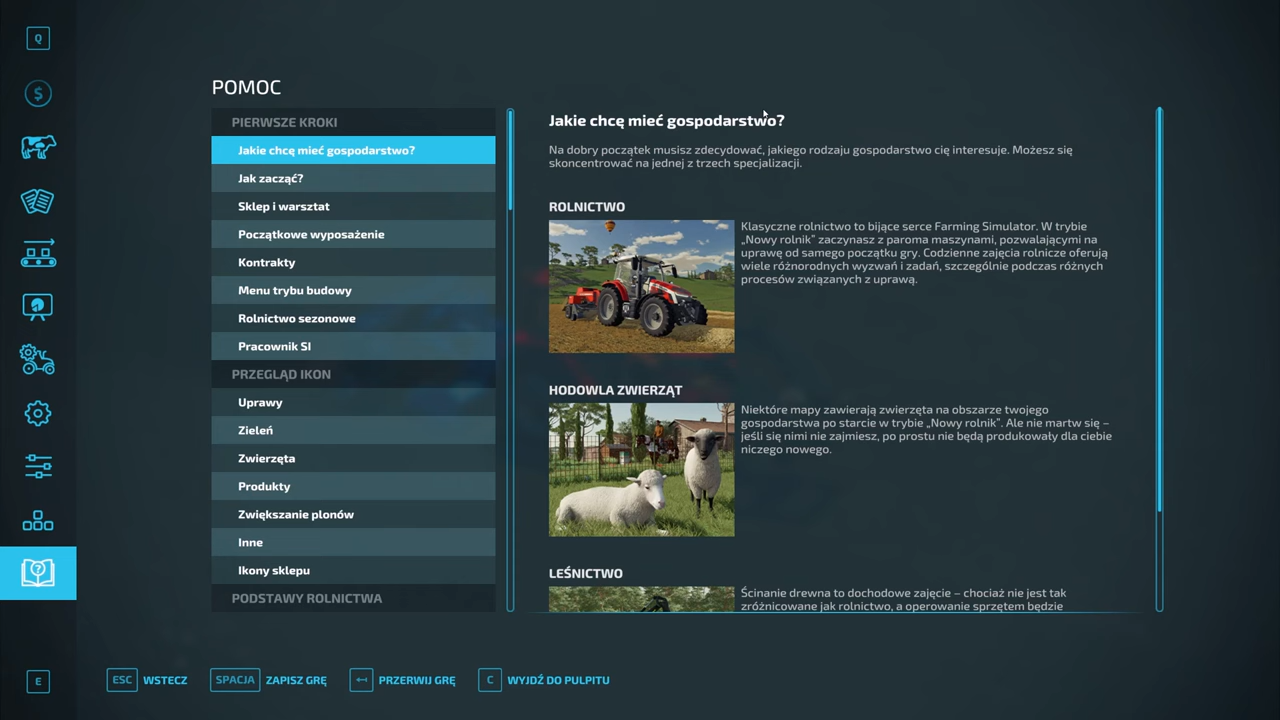 Q
POMOC
PIERWSZE KROKI
Jakie chcę mieć gospodarstwo?
Jak zacząć?
Sklep i warsztat
Początkowe wyposażenie
Kontrakty
Menu trybu budowy
Rolnictwo sezonowe
Pracownik SI
PRZEGLĄD IKON
Uprawy
Zieleń
Zwierzęta
Produkty
Zwiększanie plonów
Inne
Ikony sklepu
PODSTAWY ROLNICTWA
Jakie chcę mieć gospodarstwo?
Na dobry początek musisz zdecydować, jakiego rodzaju gospodarstwo cię interesuje. Możesz się
skoncentrować na jednej z trzech specjalizacji.
ROLNICTWO
Klasyczne rolnictwo to bijące serce Farming Simulator. W trybie
„Nowy rolnik” zaczynasz z paroma maszynami, pozwalającymi na
uprawę od samego początku gry. Codzienne zajęcia rolnicze oferują
wiele różnorodnych wyzwań i zadań, szczególnie podczas różnych
procesów związanych z uprawą.
HODOWLA ZWIERZĄT
Niektóre mapy zawierają zwierzęta na obszarze twojego
gospodarstwa po starcie w trybie „Nowy rolnik”. Ale nie martw się –
jeśli się nimi nie zajmiesz, po prostu nie będą produkowały dla ciebie
niczego nowego.
LEŚNICTWO
Ścinanie drewna to dochodowe zajęcie – chociaż nie jest tak
zróżnicowane jak rolnictwo, a operowanie sprzętem będzie
E
ESC WSTECZ SPACJA ZAPISZ GRĘ PRZERWIJ GRĘ C WYJDŹ DO PULPITU